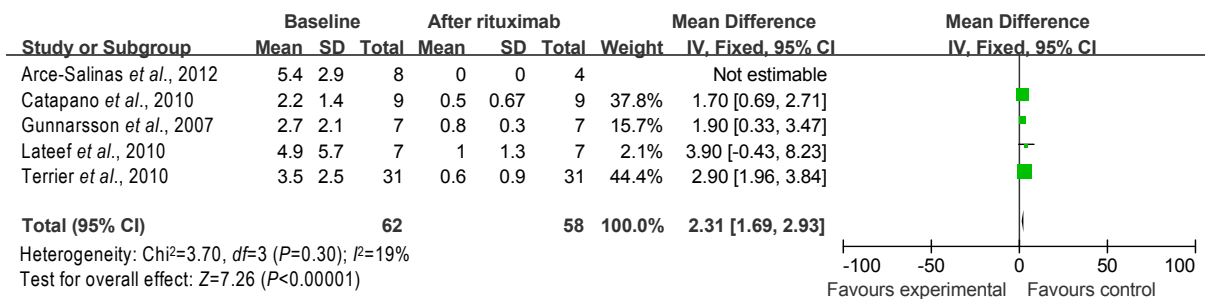 Baseline After rituximab Mean Difference Mean Difference
Study or Subgroup Mean SD Total Mean SD Total Weight IV, Fixed, 95% CI IV, Fixed, 95% CI
Arce-Salinas et al., 2012 5.4 2.9 8 0 0 4 Not estimable
Catapano et al., 2010 2.2 1.4 9 0.5 0.67 9 37.8% 1.70 [0.69, 2.71]
Gunnarsson et al., 2007 2.7 2.1 7 0.8 0.3 7 15.7% 1.90 [0.33, 3.47]
Lateef et al., 2010 4.9 5.7 7 1 1.3 7 2.1% 3.90 [-0.43, 8.23]
Terrier et al., 2010 3.5 2.5 31 0.6 0.9 31 44.4% 2.90 [1.96, 3.84]
Total (95% CI) 62 58 100.0% 2.31 [1.69, 2.93]
Heterogeneity: Chi²=3.70, df=3 (P=0.30); I²=19%
Test for overall effect: Z=7.26 (P<0.00001)
-100 -50 0 50 100
Favours experimental Favours control